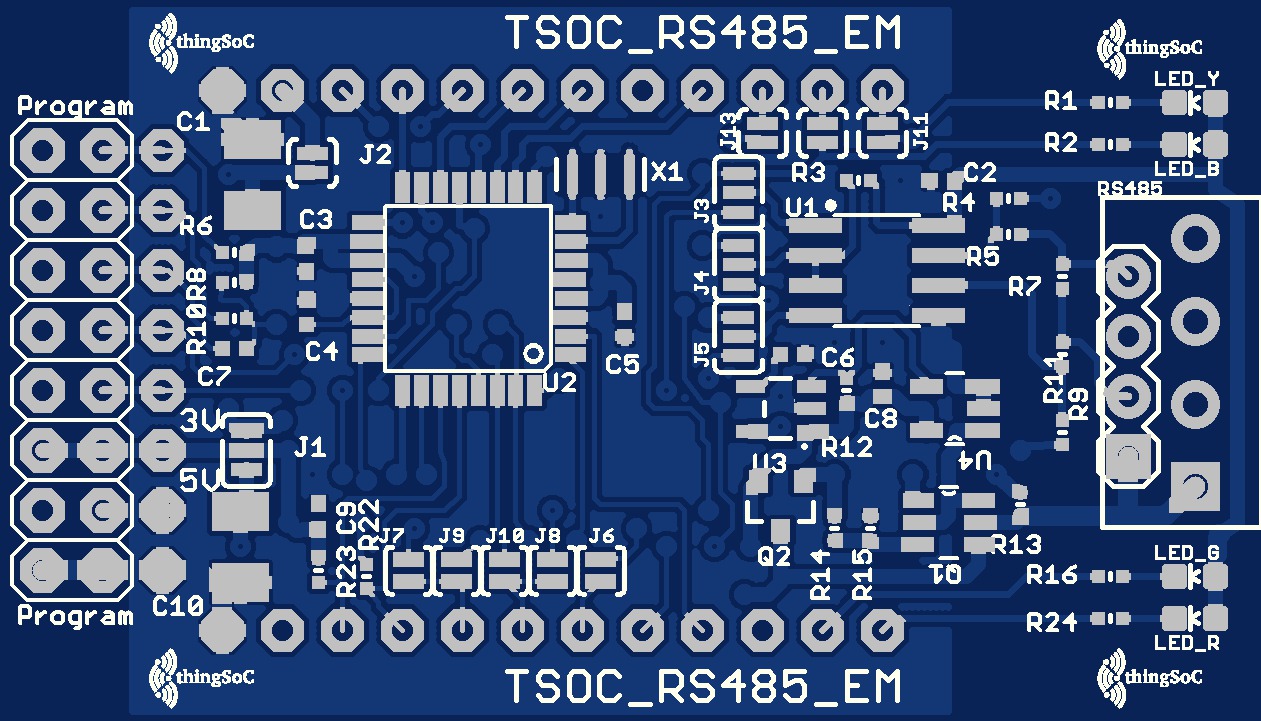 TSOC_RS485_EM
thingSoC
thingSoC
LED_Y
Program
R1
C1
J13
J11
R2
J2
LED_B
X1
R3
C2
RS485
R4
U1
J3
C3
R6
R5
R8
J4
R7
R10
C4
J5
C6
C5
C7
U2
R11
R9
C8
3V
J1
R12
U3
U4
5V
C9
R22
J7
J9
J10
J8
J6
R13
Q2
LED_G
Q1
R23
R14
R15
R16
C10
Program
R24
LED_R
thingSoC
TSOC_RS485_EM
thingSoC